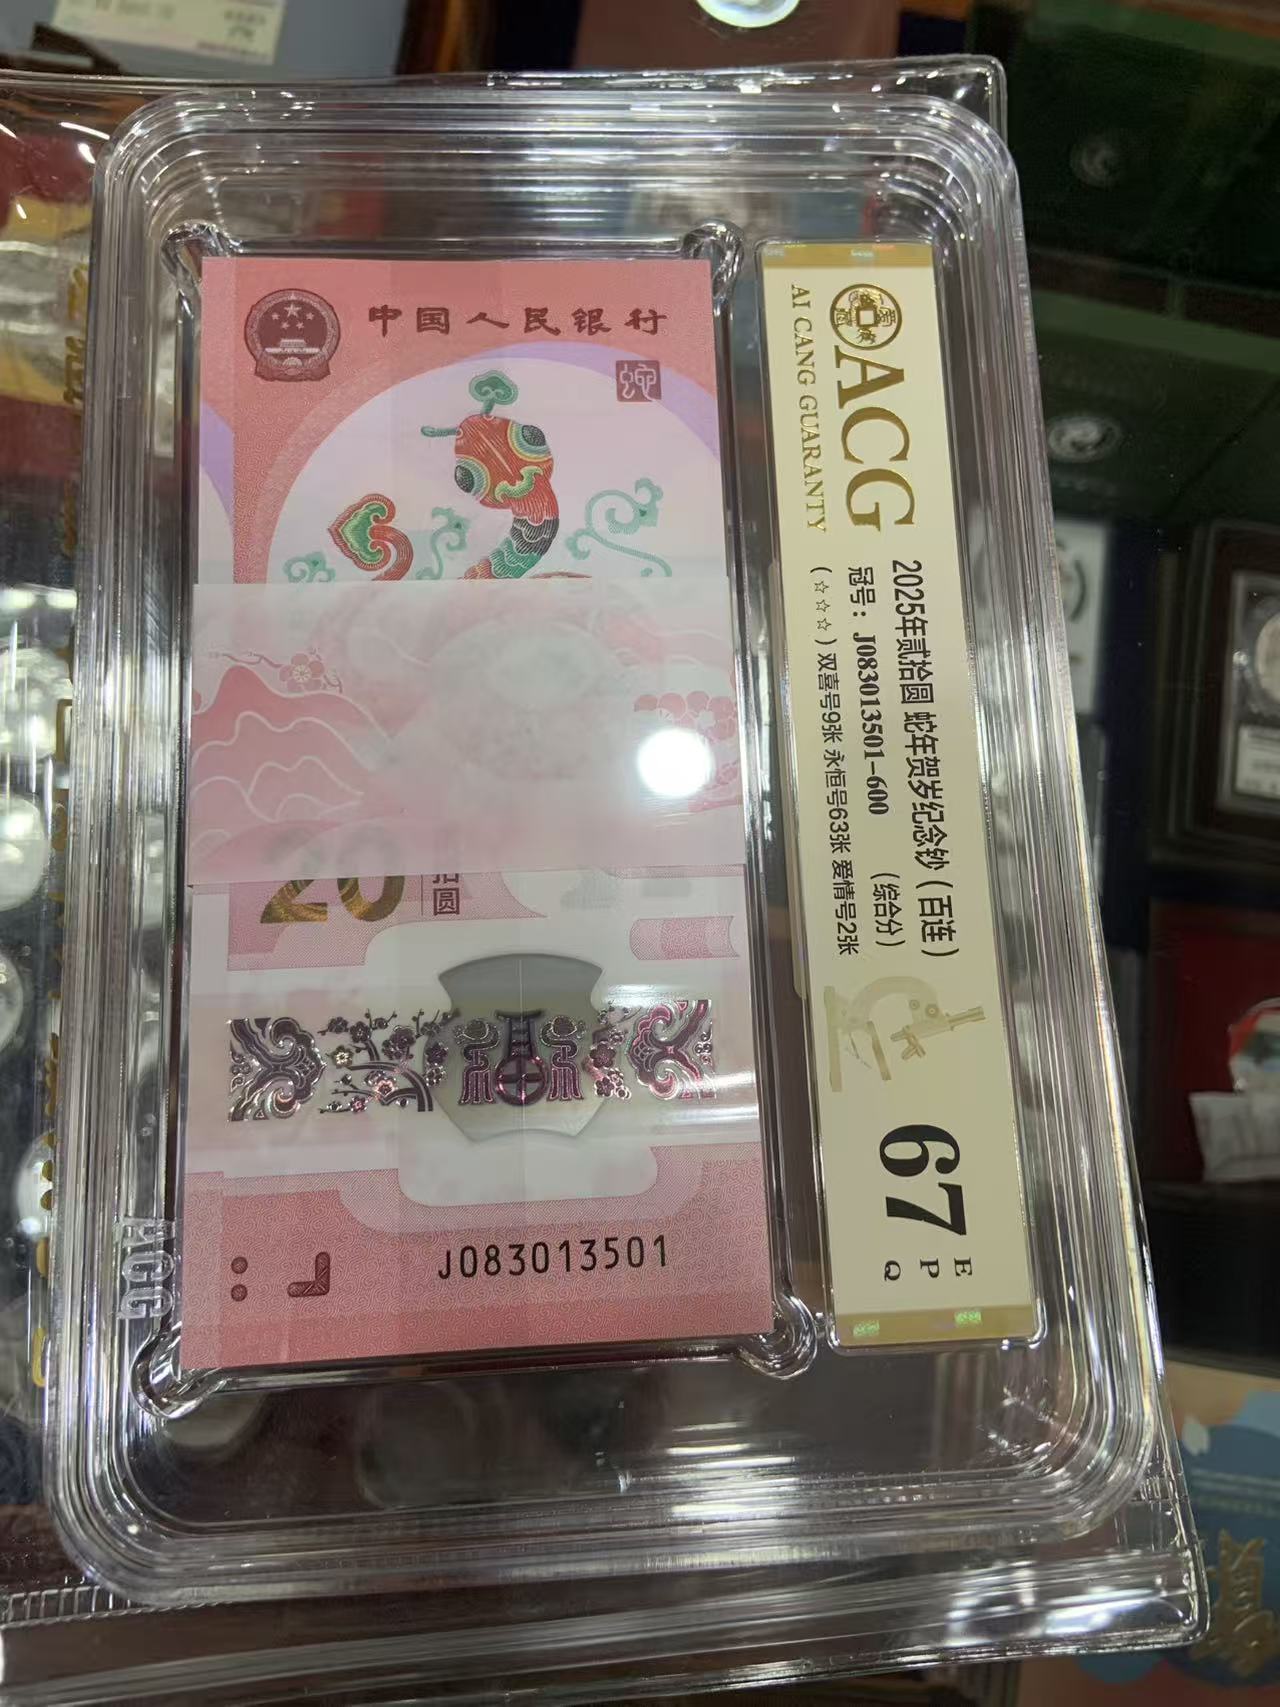 中国人民银行
蛇
20
拾圆
J083013501
ACG
ACG
AI CANG GUARANTY
2025年贰拾圆 蛇年贺岁纪念钞（百连）
冠号：J083013501-600 （综合分）
（☆☆☆）双喜号9张 永恒号63张 爱情号2张
67
E
P
Q